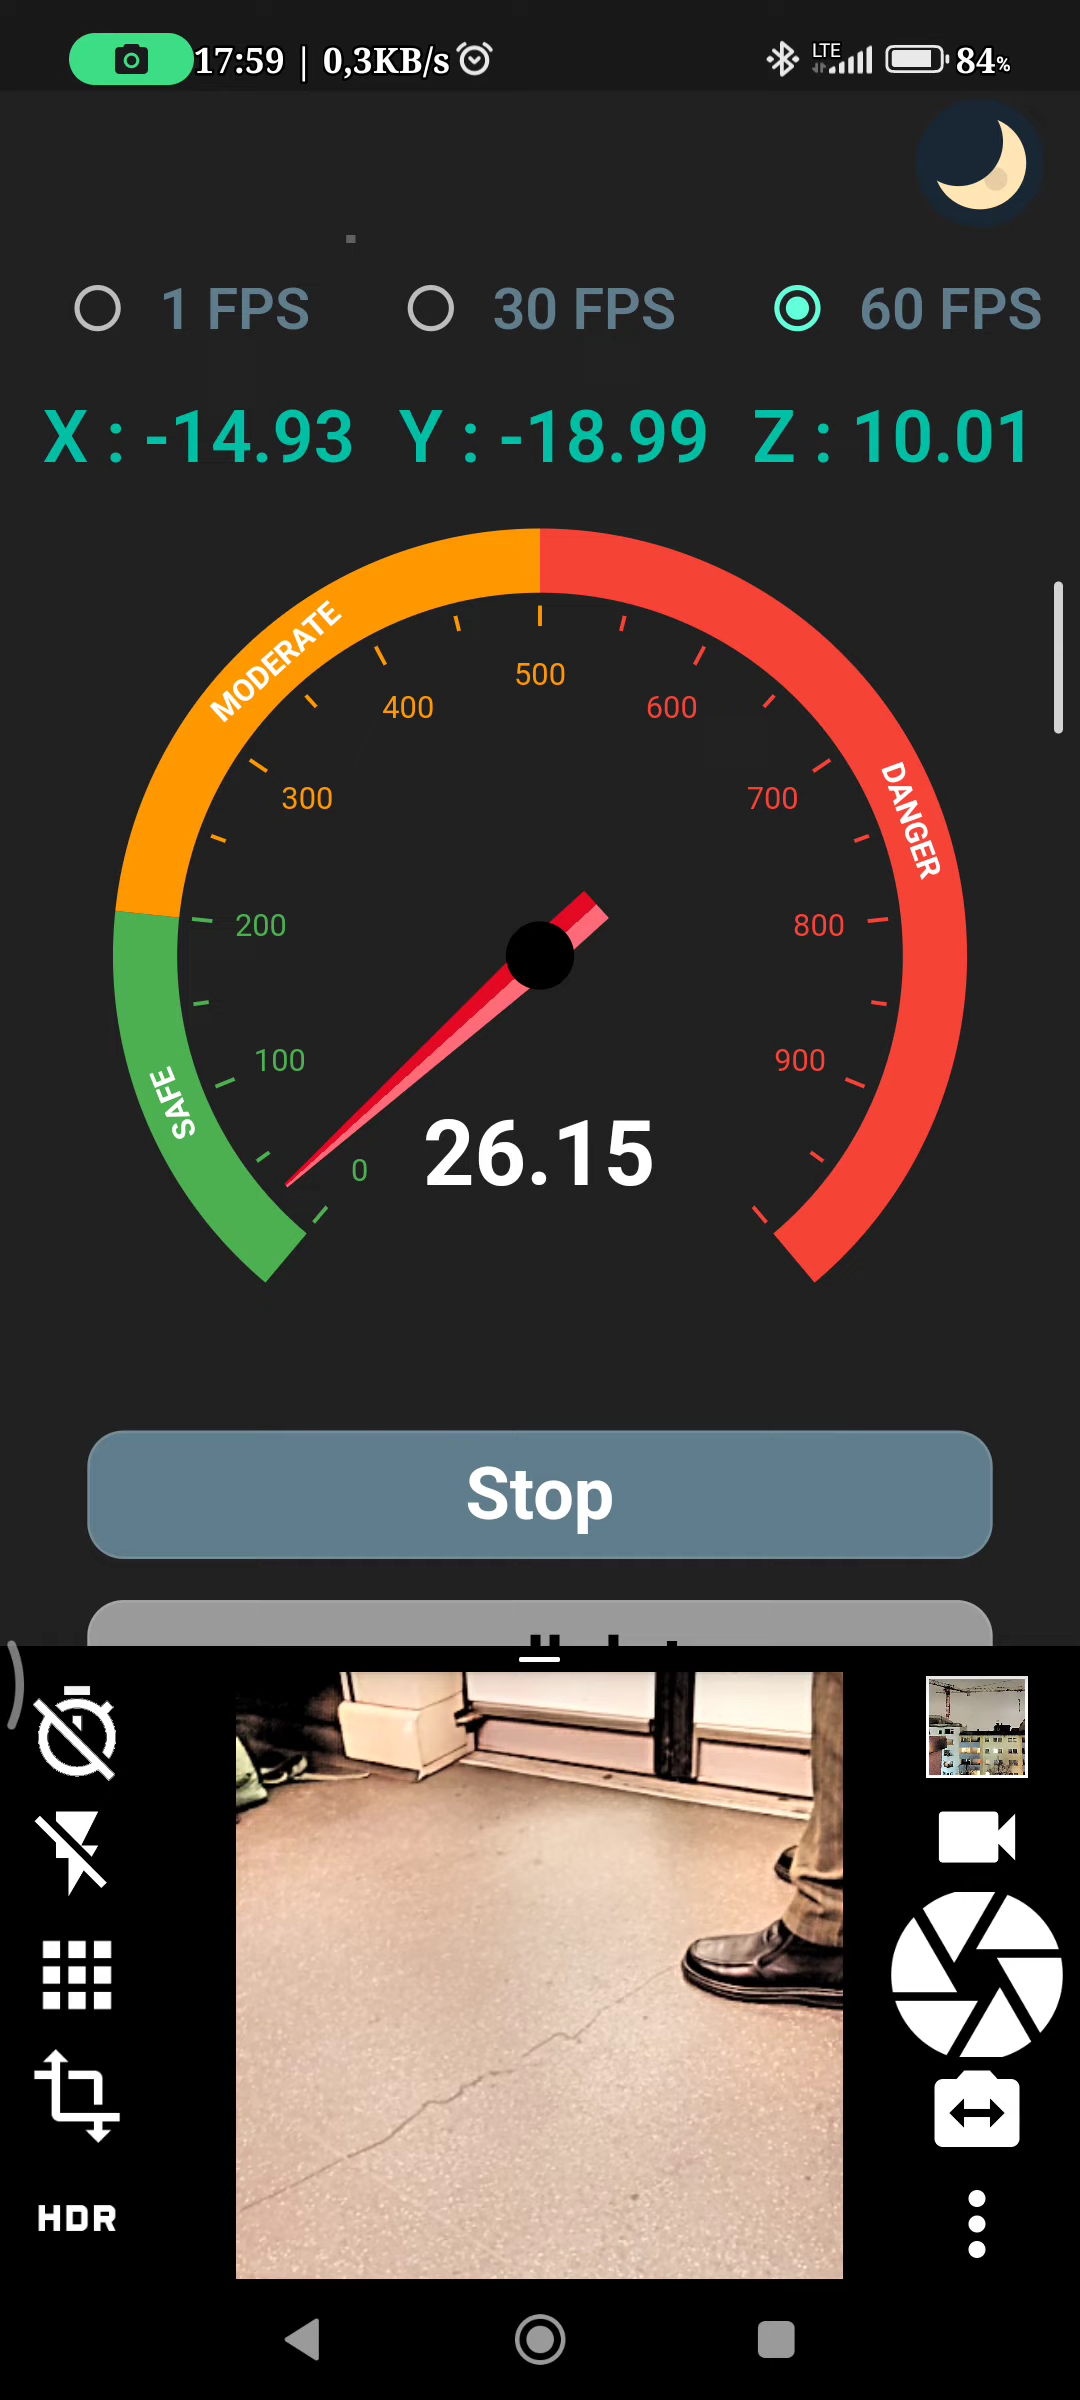 17:59 | 0,3KB/s LTE 84%
1 FPS 30 FPS 60 FPS
X : -14.93 Y : -18.99 Z : 10.01
MODERATE
500
400 600
300 700
DANGER
200 800
100 900
SAFE
0 26.15
Stop
HDR